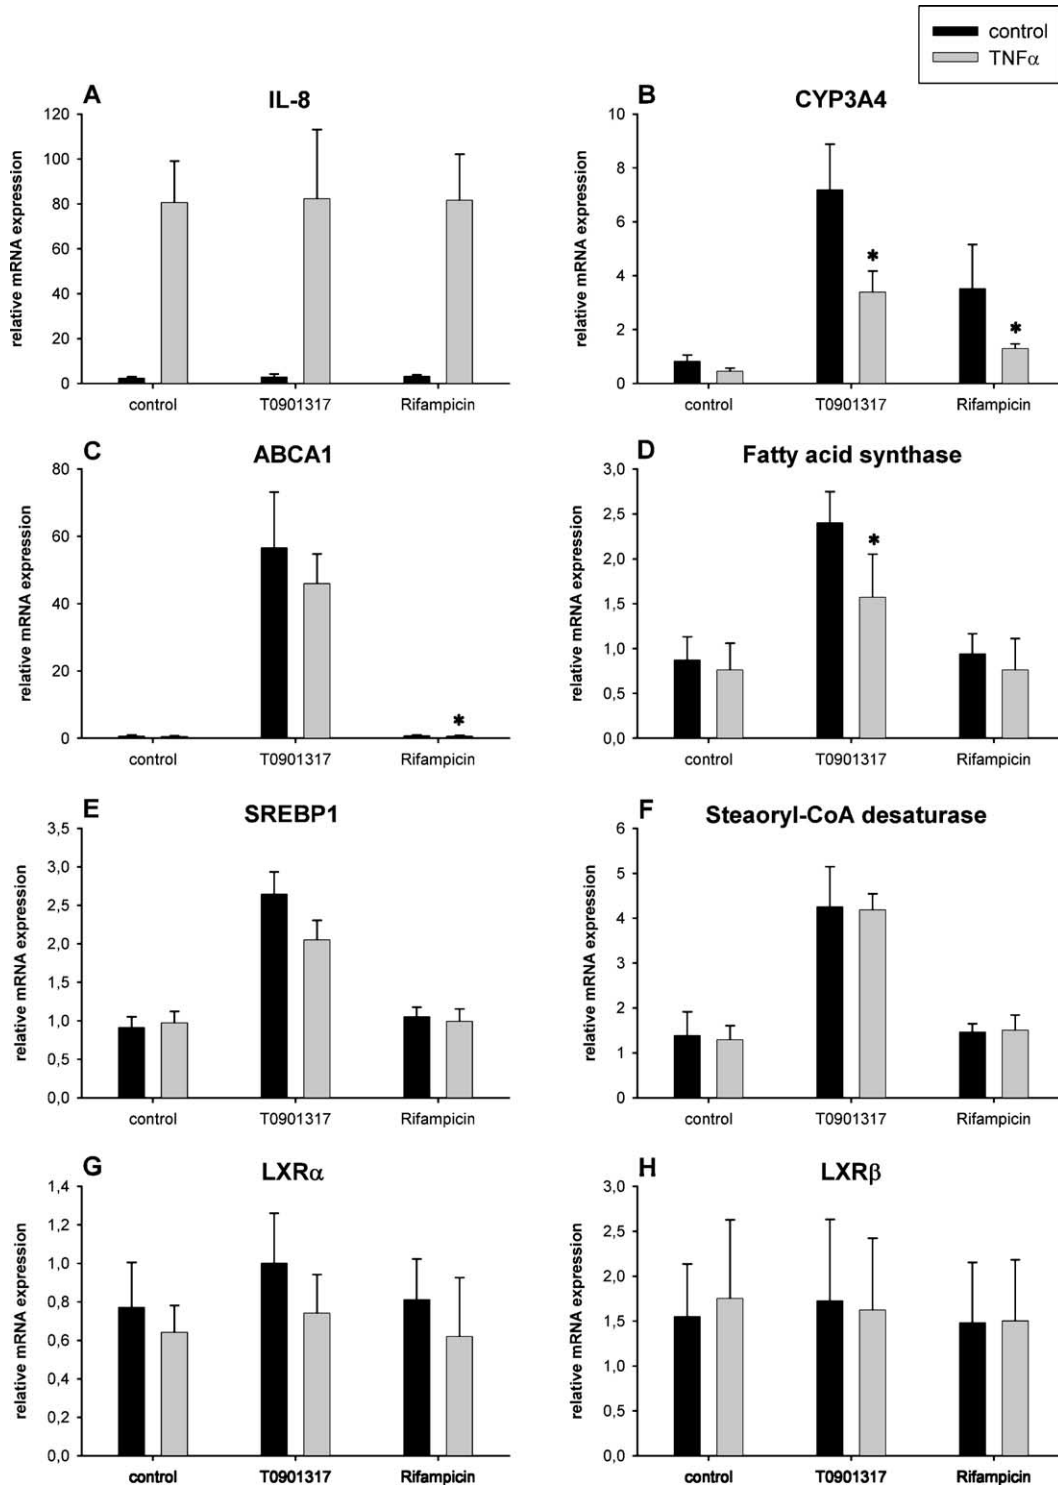 control
TNFα
A
IL-8
relative mRNA expression
120
100
80
60
40
20
0
control
T0901317
Rifampicin
B
CYP3A4
relative mRNA expression
10
8
6
4
2
0
*
*
control
T0901317
Rifampicin
C
ABCA1
relative mRNA expression
80
60
40
20
0
*
control
T0901317
Rifampicin
D
Fatty acid synthase
relative mRNA expression
3,0
2,5
2,0
1,5
1,0
0,5
0,0
*
control
T0901317
Rifampicin
E
SREBP1
relative mRNA expression
3,5
3,0
2,5
2,0
1,5
1,0
0,5
0,0
control
T0901317
Rifampicin
F
Steaoryl-CoA desaturase
relative mRNA expression
6
5
4
3
2
1
0
control
T0901317
Rifampicin
G
LXRα
relative mRNA expression
1,4
1,2
1,0
0,8
0,6
0,4
0,2
0,0
control
T0901317
Rifampicin
H
LXRβ
relative mRNA expression
3,0
2,5
2,0
1,5
1,0
0,5
0,0
control
T0901317
Rifampicin